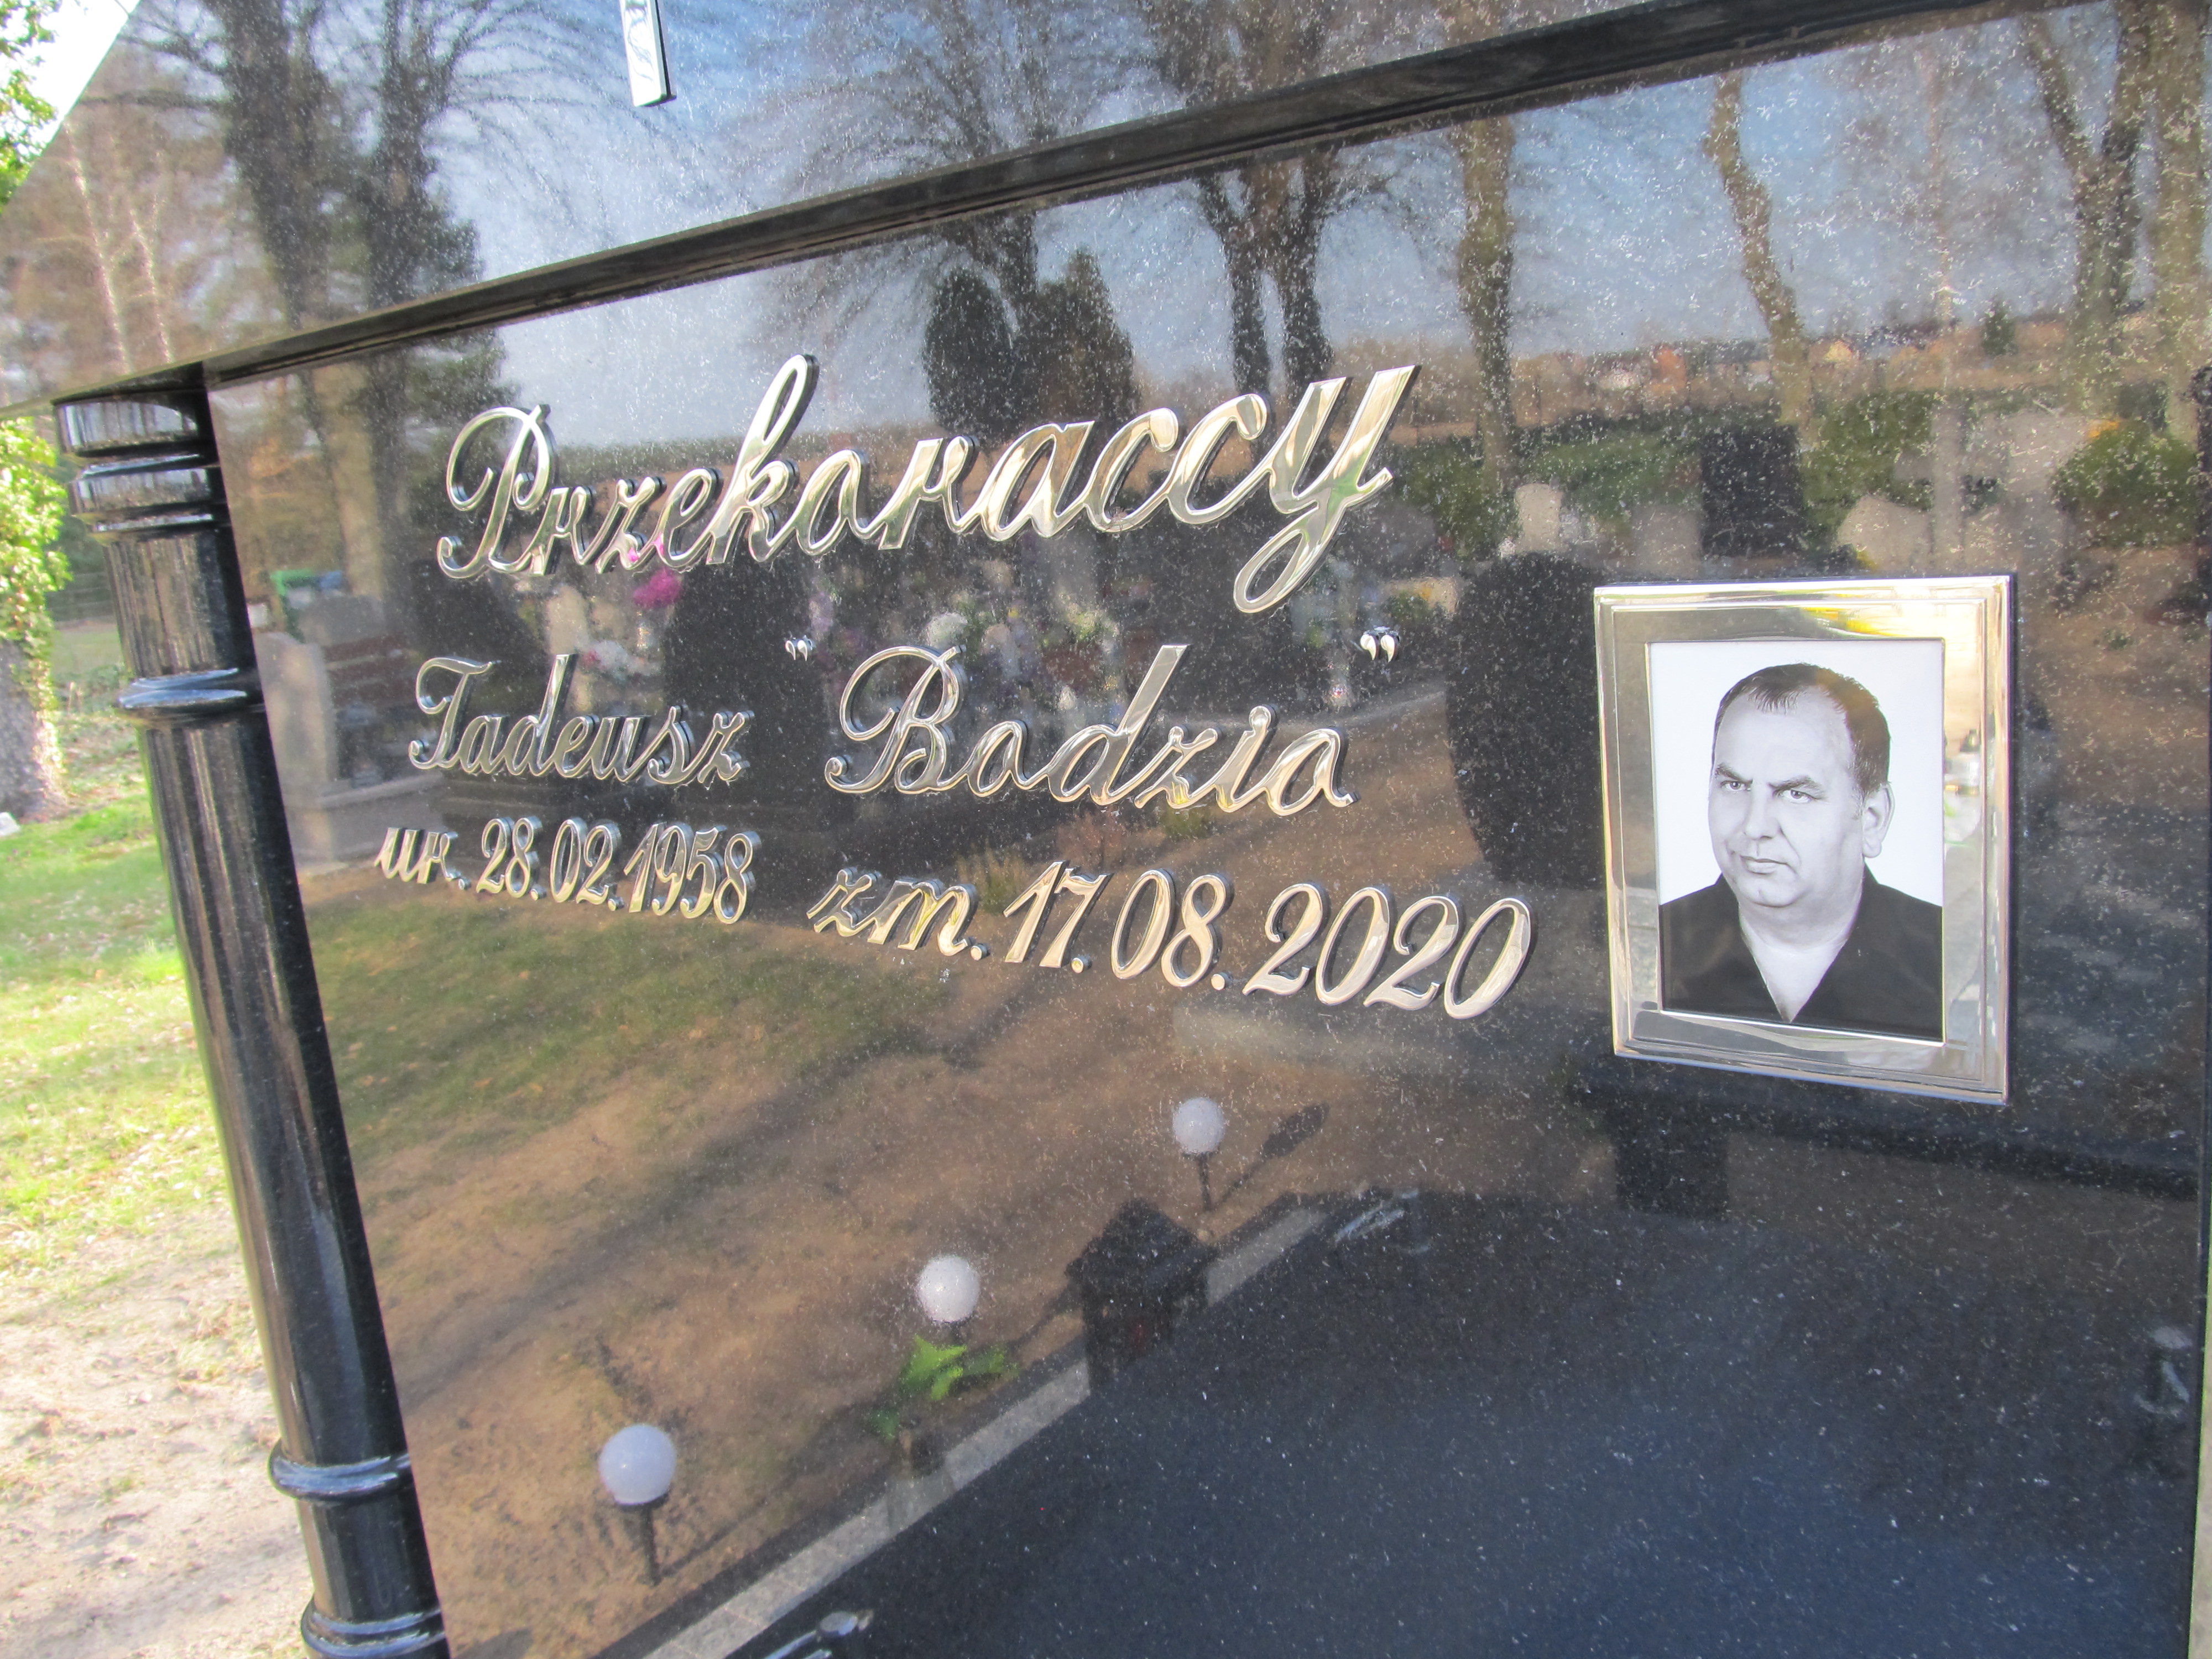 Przekoraccy
Tadeusz "Bodzio"
ur. 28.02.1958 zm. 17.08.2020